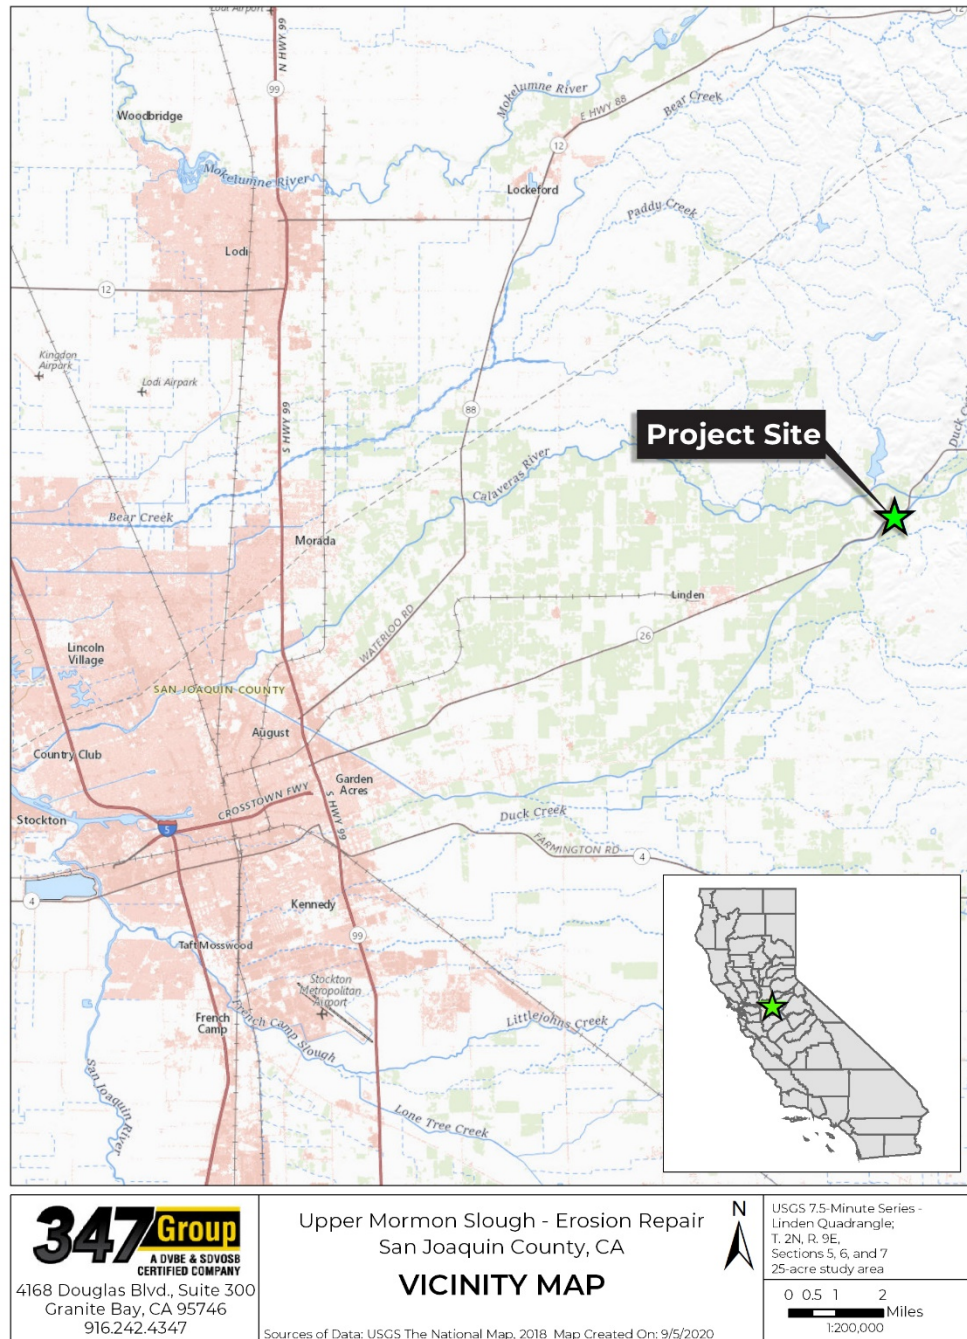 Woodbridge
N HWY 99
99
Mokelumne River
E HWY 88
Bear Creek
12
12
Mokelumne River
Lockeford
Paddy Creek
Lodi
12
Kingdon
Airpark
Lodi Airpark
S HWY 99
88
Project Site
Duck C
Calaveras River
Bear Creek
Morada
Linden
WATERLOO RD
26
Lincoln
Village
SAN JOAQUIN COUNTY
August
Country Club
Garden
Acres
CROSSTOWN FWY
S HWY 99
Stockton
5
Duck Creek
FARMINGTON RD
4
4
Kennedy
99
Taft Mosswood
Stockton
Metropolitan
Airport
French
Camp
French Camp Slough
Littlejohns Creek
San Joaquin
River
Lone Tree Creek
347 Group
A DVBE & SDVOSB
CERTIFIED COMPANY
4168 Douglas Blvd., Suite 300
Granite Bay, CA 95746
916.242.4347
Upper Mormon Slough - Erosion Repair
San Joaquin County, CA
VICINITY MAP
Sources of Data: USGS The National Map, 2018 Map Created On: 9/5/2020
N
USGS 7.5-Minute Series -
Linden Quadrangle;
T. 2N, R. 9E,
Sections 5, 6, and 7
25-acre study area
0 0.5 1 2
Miles
1:200,000